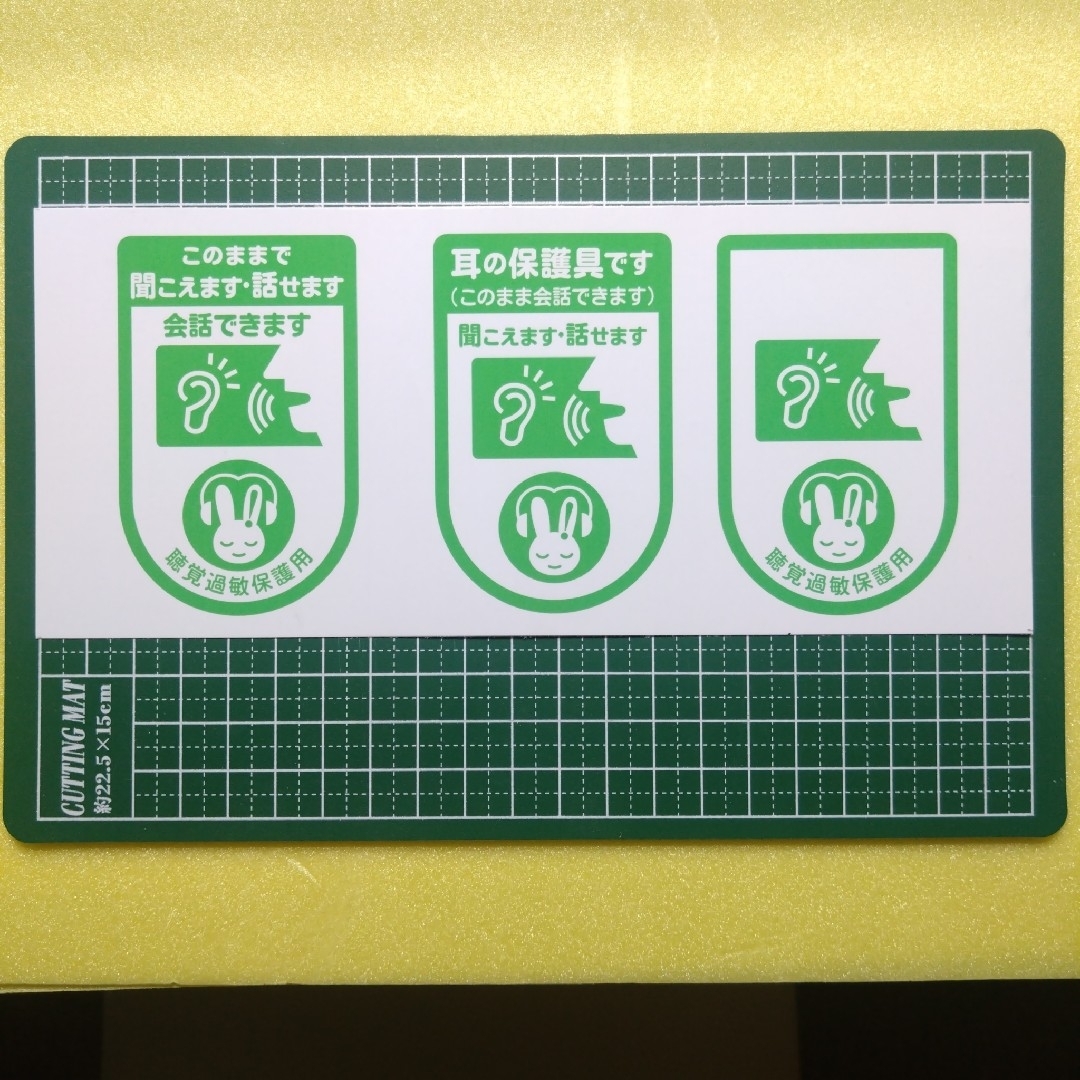 このままで
聞こえます・話せます
会話できます
聴覚過敏保護用
耳の保護具です
（このまま会話できます）
聞こえます・話せます
聴覚過敏保護用
CUTTING MAT
約22.5×15cm